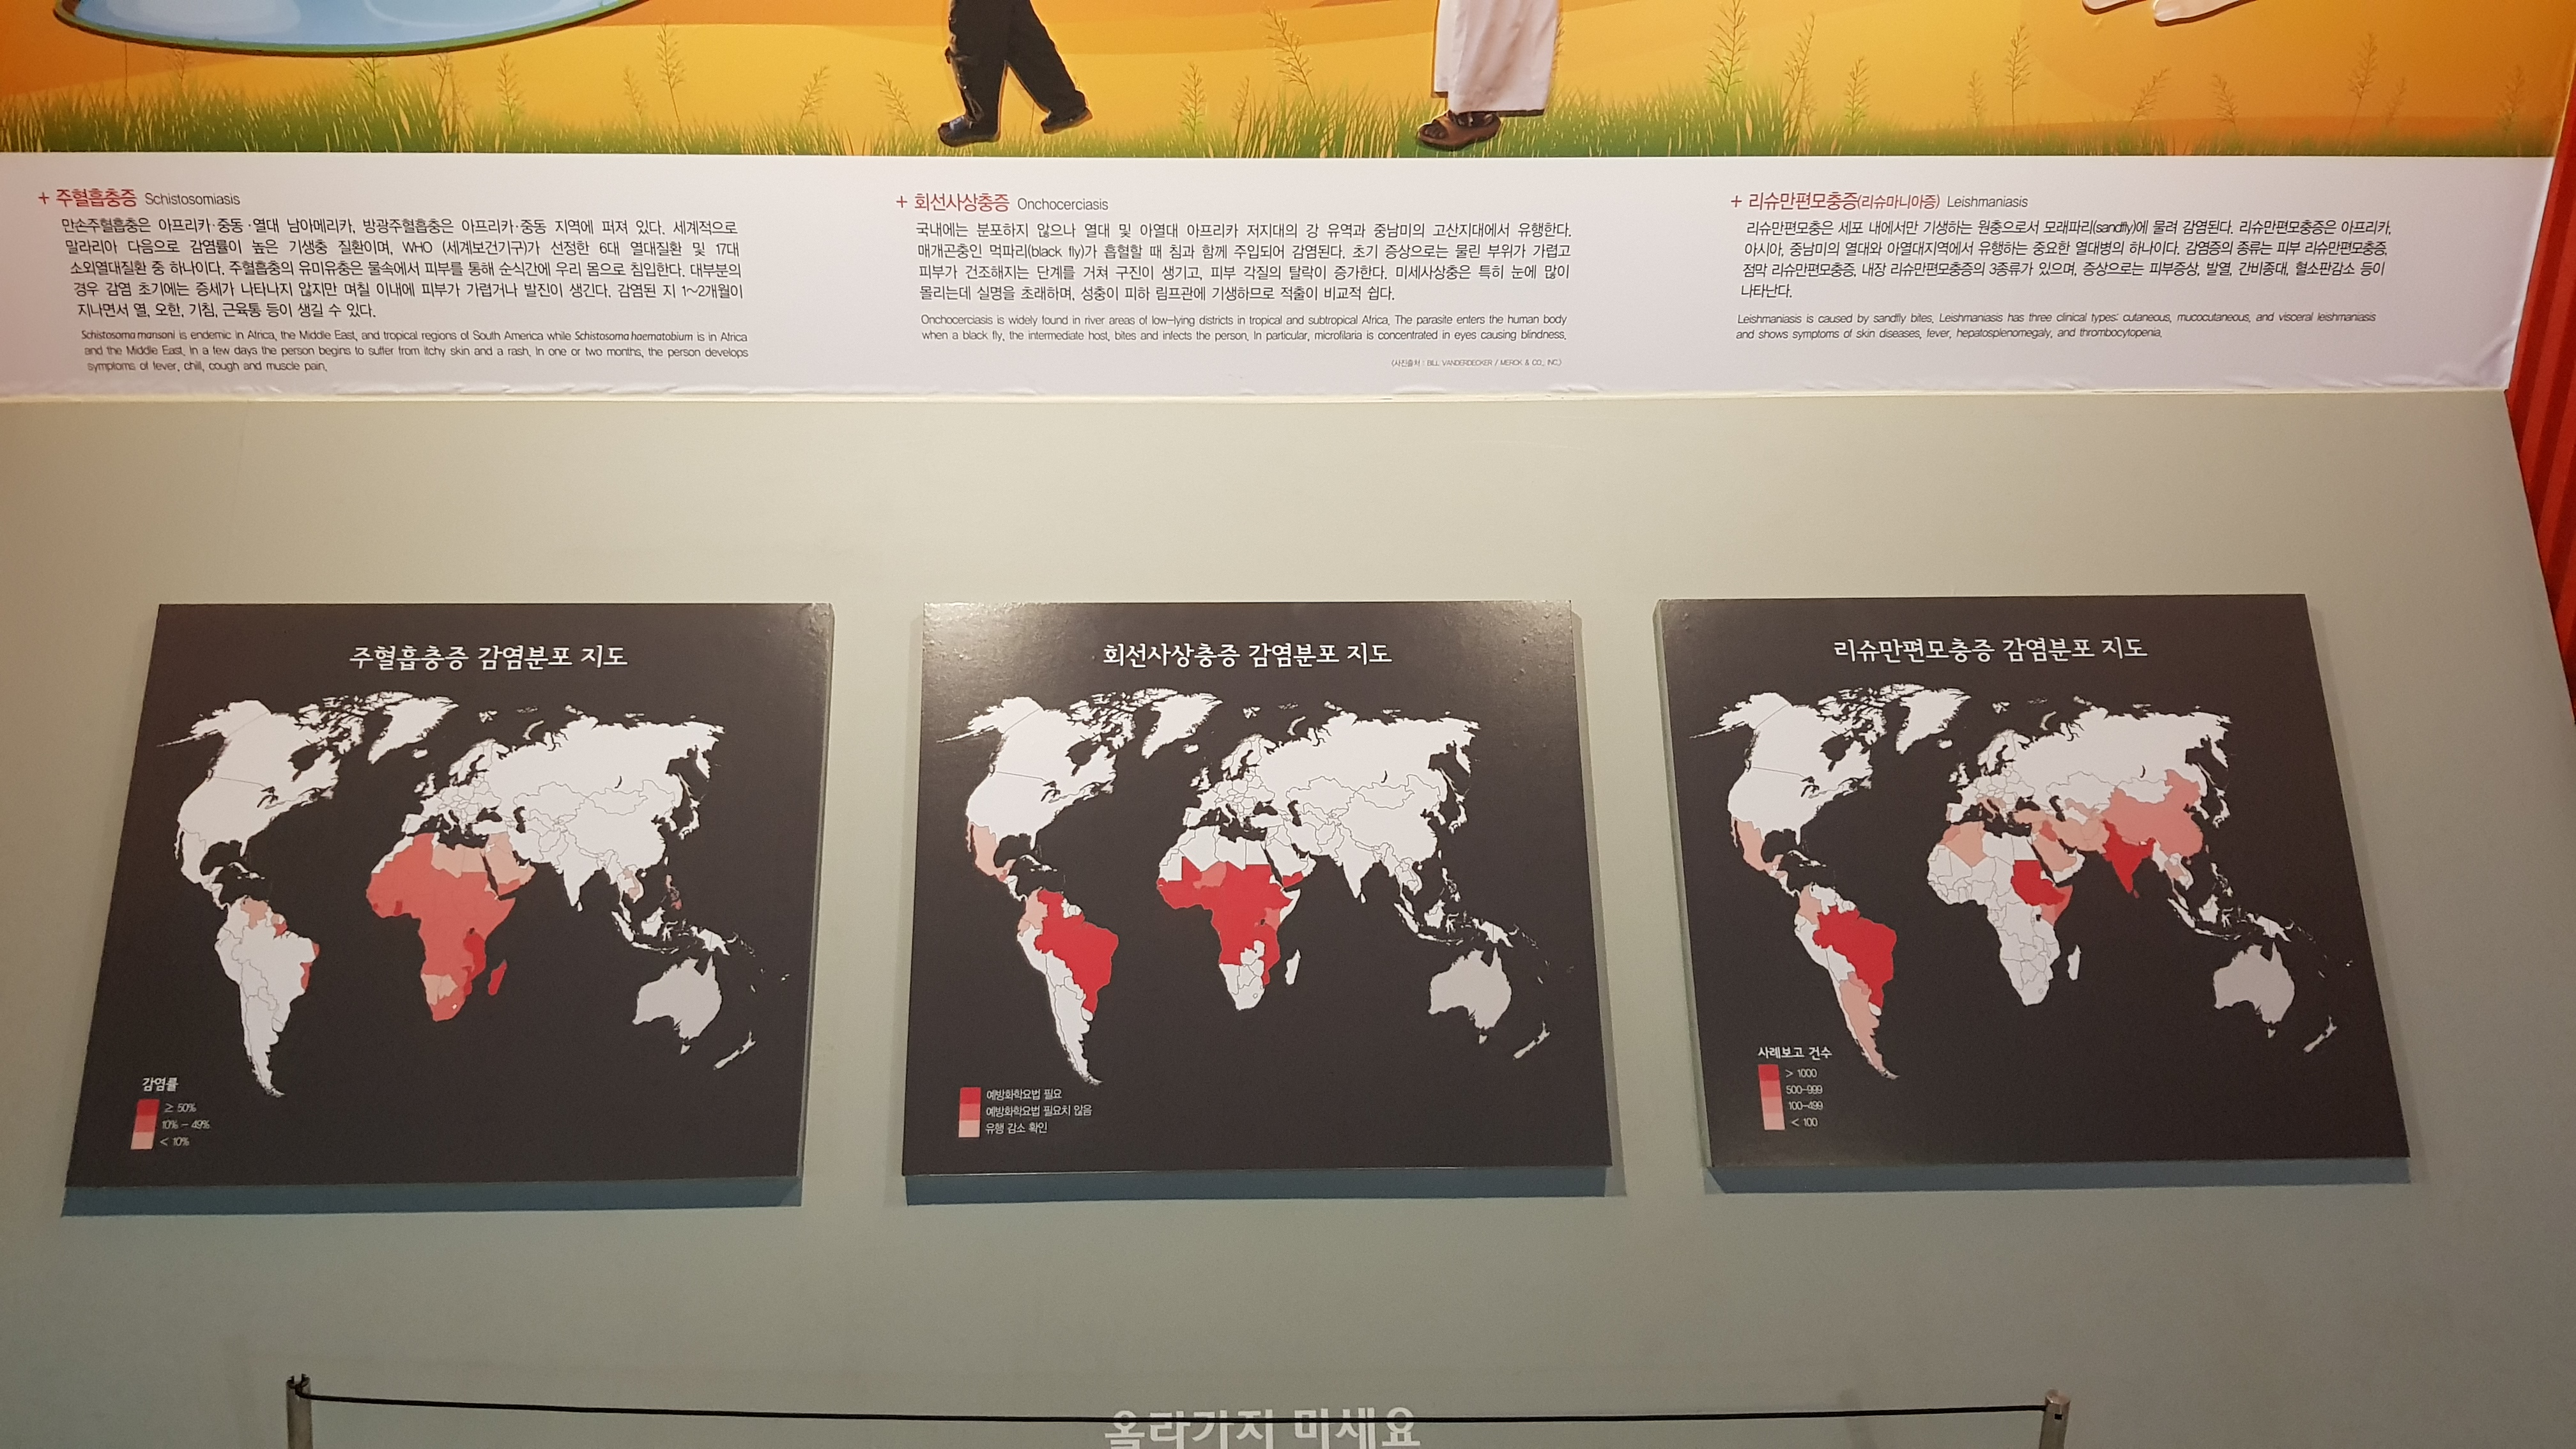 + 주혈흡충증 Schistosomiasis
만손주혈흡충은 아프리카·중동·열대 남아메리카, 방광주혈흡충은 아프리카·중동 지역에 퍼져 있다. 세계적으로
말라리아 다음으로 감염률이 높은 기생충 질환이며, WHO (세계보건기구)가 선정한 6대 열대질환 및 17대
소외열대질환 중 하나이다. 주혈흡충의 유미유충은 물속에서 피부를 통해 순식간에 우리 몸으로 침입한다. 대부분의
경우 감염 초기에는 증세가 나타나지 않지만 며칠 이내에 피부가 가렵거나 발진이 생긴다. 감염된 지 1~2개월이
지나면서 열, 오한, 기침, 근육통 등이 생길 수 있다.
Schistosoma mansoni is endemic in Africa, the Middle East, and tropical regions of South America while Schistosoma haematobium is in Africa
and the Middle East. In a few days the person begins to suffer from itchy skin and a rash. In one or two months, the person develops
symptoms of fever, chill, cough and muscle pain.
+ 회선사상충증 Onchocerciasis
국내에는 분포하지 않으나 열대 및 아열대 아프리카 저지대의 강 유역과 중남미의 고산지대에서 유행한다.
매개곤충인 먹파리(black fly)가 흡혈할 때 침과 함께 주입되어 감염된다. 초기 증상으로는 물린 부위가 가렵고
피부가 건조해지는 단계를 거쳐 구진이 생기고, 피부 각질의 탈락이 증가한다. 미세사상충은 특히 눈에 많이
몰리는데 실명을 초래하며, 성충이 피하 림프관에 기생하므로 적출이 비교적 쉽다.
Onchocerciasis is widely found in river areas of low-lying districts in tropical and subtropical Africa. The parasite enters the human body
when a black fly, the intermediate host, bites and infects the person. In particular, microfilaria is concentrated in eyes causing blindness.
(사진출처 : BILL VANDERDECKER / MERCK & CO., INC.)
+ 리슈만편모충증(리슈마니아증) Leishmaniasis
리슈만편모충은 세포 내에서만 기생하는 원충으로서 모래파리(sandfly)에 물려 감염된다. 리슈만편모충증은 아프리카,
아시아, 중남미의 열대와 아열대지역에서 유행하는 중요한 열대병의 하나이다. 감염증의 종류는 피부 리슈만편모충증,
점막 리슈만편모충증, 내장 리슈만편모충증의 3종류가 있으며, 증상으로는 피부증상, 발열, 간비종대, 혈소판감소 등이
나타난다.
Leishmaniasis is caused by sandfly bites. Leishmaniasis has three clinical types: cutaneous, mucocutaneous, and visceral leishmaniasis
and shows symptoms of skin diseases, fever, hepatosplenomegaly, and thrombocytopenia.
주혈흡충증 감염분포 지도
감염률
≥ 50%
10% - 49%
< 10%
회선사상충증 감염분포 지도
예방화학요법 필요
예방화학요법 필요치 않음
유행 감소 확인
리슈만편모충증 감염분포 지도
사례보고 건수
> 1000
500-999
100-499
< 100
올라가지 마세요